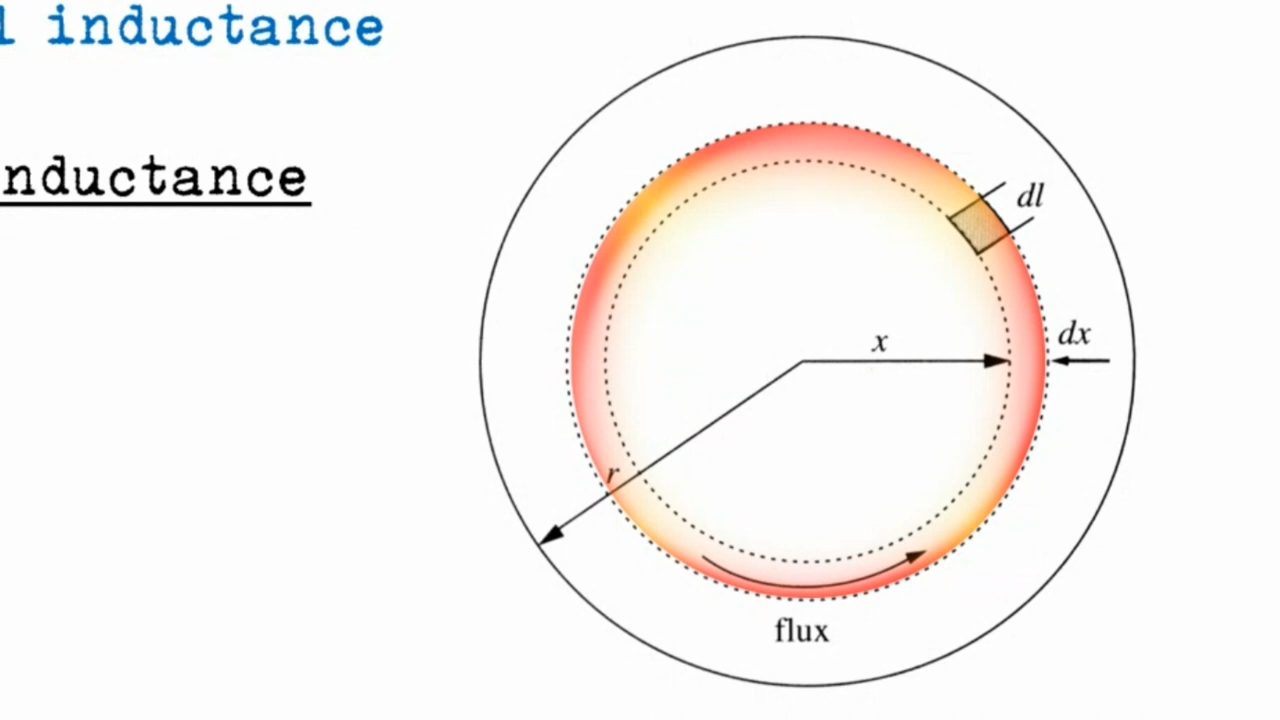 l inductance
nductance
dl
x
dx
r
flux